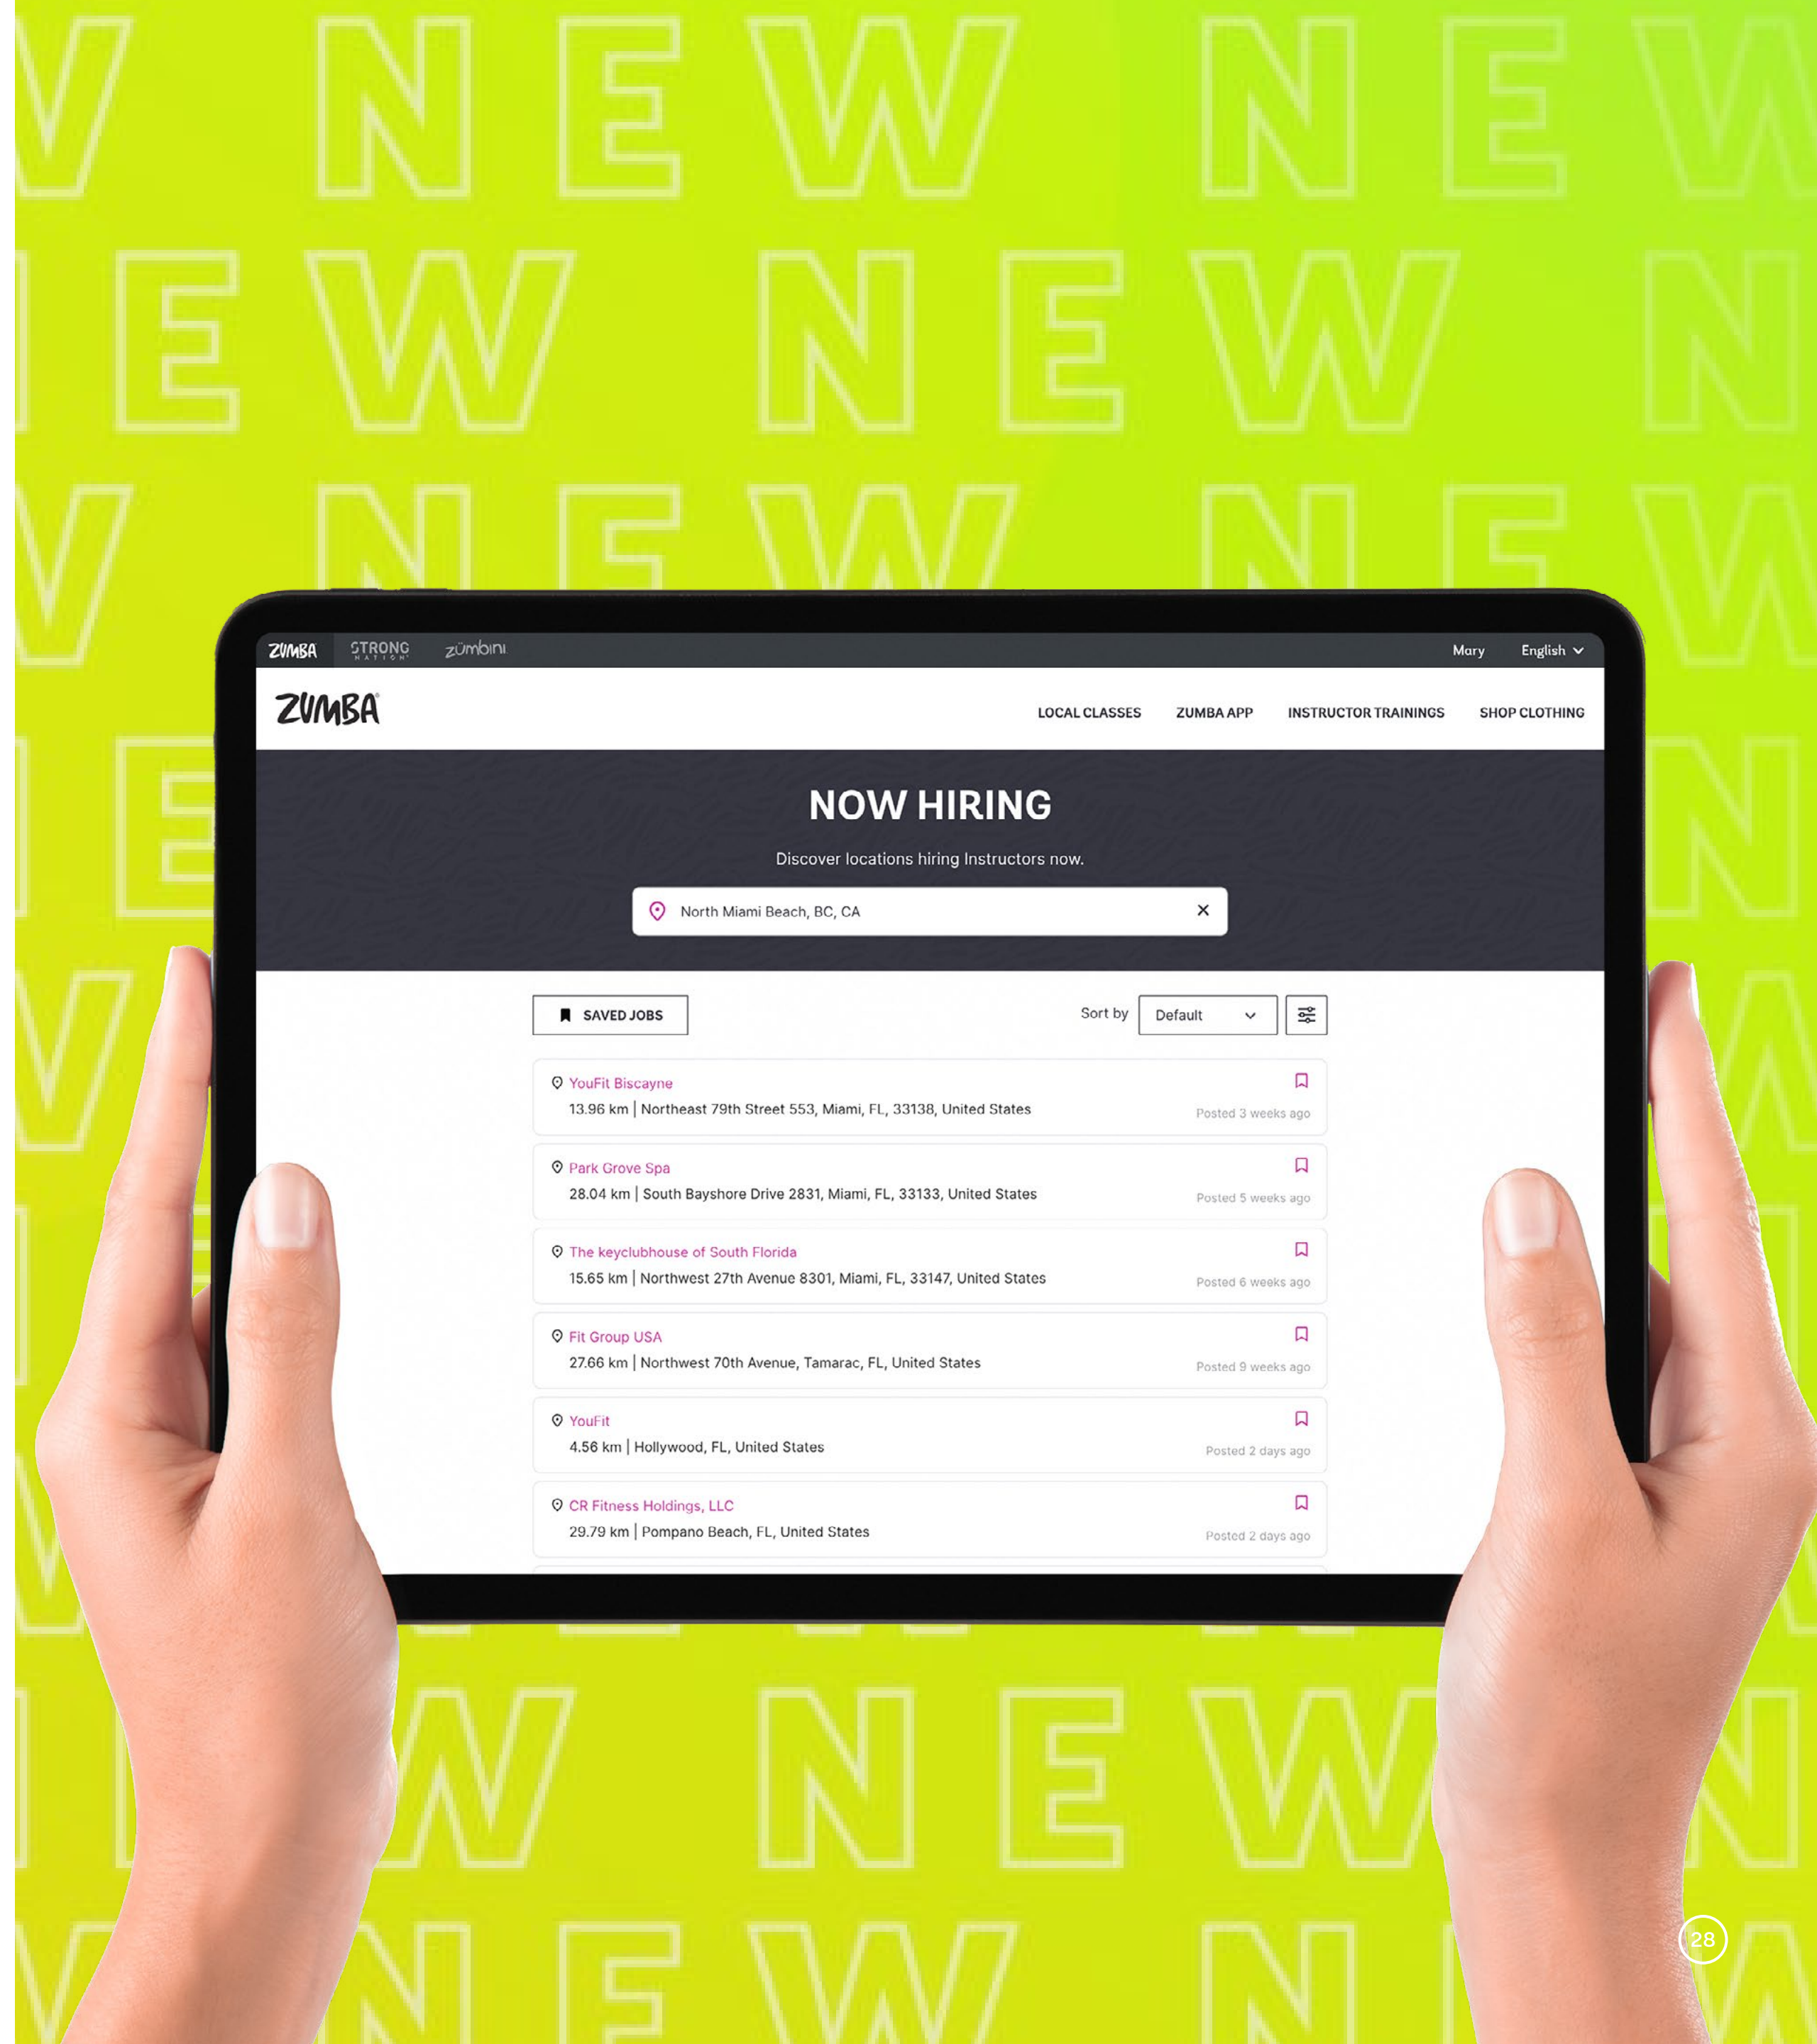 W NEW NEW
NEW NEW N
W NEW NEW
ZUMBA STRONG NATION zümbini Mary English
ZUMBA LOCAL CLASSES ZUMBA APP INSTRUCTOR TRAININGS SHOP CLOTHING
NOW HIRING
Discover locations hiring Instructors now.
North Miami Beach, BC, CA
SAVED JOBS Sort by Default
YouFit Biscayne
13.96 km | Northeast 79th Street 553, Miami, FL, 33138, United States Posted 3 weeks ago
Park Grove Spa
28.04 km | South Bayshore Drive 2831, Miami, FL, 33133, United States Posted 5 weeks ago
The keyclubhouse of South Florida
15.65 km | Northwest 27th Avenue 8301, Miami, FL, 33147, United States Posted 6 weeks ago
Fit Group USA
27.66 km | Northwest 70th Avenue, Tamarac, FL, United States Posted 9 weeks ago
YouFit
4.56 km | Hollywood, FL, United States Posted 2 days ago
CR Fitness Holdings, LLC
29.79 km | Pompano Beach, FL, United States Posted 2 days ago
W NEW N
NEW N
28